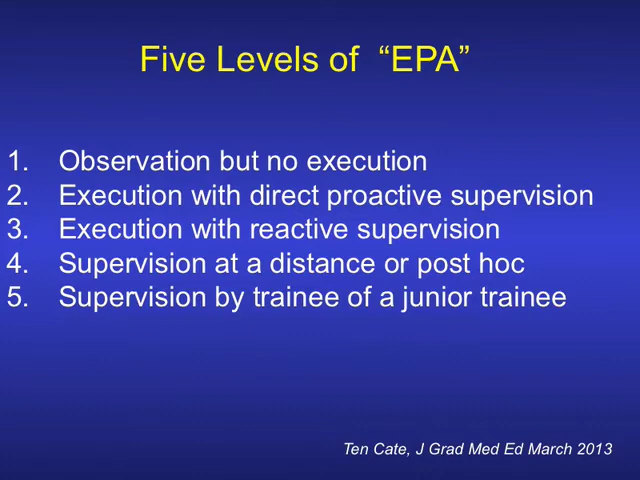 Five Levels of “EPA”
1. Observation but no execution
2. Execution with direct proactive supervision
3. Execution with reactive supervision
4. Supervision at a distance or post hoc
5. Supervision by trainee of a junior trainee
Ten Cate, J Grad Med Ed March 2013